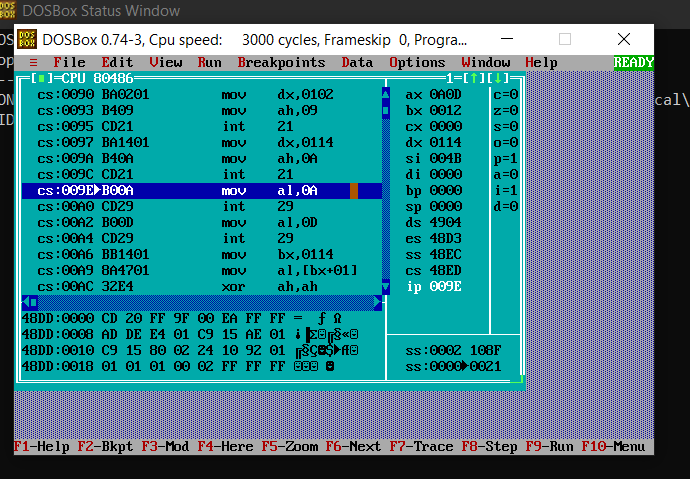 DOSBox Status Window
DOSBox 0.74-3, Cpu speed: 3000 cycles, Frameskip 0, Progra...
≡ File Edit View Run Breakpoints Data Options Window Help READY
[■]=CPU 80486 1=[↑][↓]
cs:0090 BA0201 mov dx,0102 ax 0A0D c=0
cs:0093 B409 mov ah,09 bx 0012 z=0
cs:0095 CD21 int 21 cx 0000 s=0
cs:0097 BA1401 mov dx,0114 dx 0114 o=0
cs:009A B40A mov ah,0A si 004B p=1
cs:009C CD21 int 21 di 0000 a=0
cs:009E►B00A mov al,0A bp 0000 i=1
cs:00A0 CD29 int 29 sp 0000 d=0
cs:00A2 B00D mov al,0D ds 4904
cs:00A4 CD29 int 29 es 48D3
cs:00A6 BB1401 mov bx,0114 ss 48EC
cs:00A9 8A4701 mov al,[bx+01] cs 48ED
cs:00AC 32E4 xor ah,ah ip 009E
48DD:0000 CD 20 FF 9F 00 EA FF FF = ƒ Ω
48DD:0008 AD DE E4 01 C9 15 AE 01
48DD:0010 C9 15 80 02 24 10 92 01
48DD:0018 01 01 01 00 02 FF FF FF
ss:0002 108F
ss:0000►0021
F1-Help F2-Bkpt F3-Mod F4-Here F5-Zoom F6-Next F7-Trace F8-Step F9-Run F10-Menu
cal\